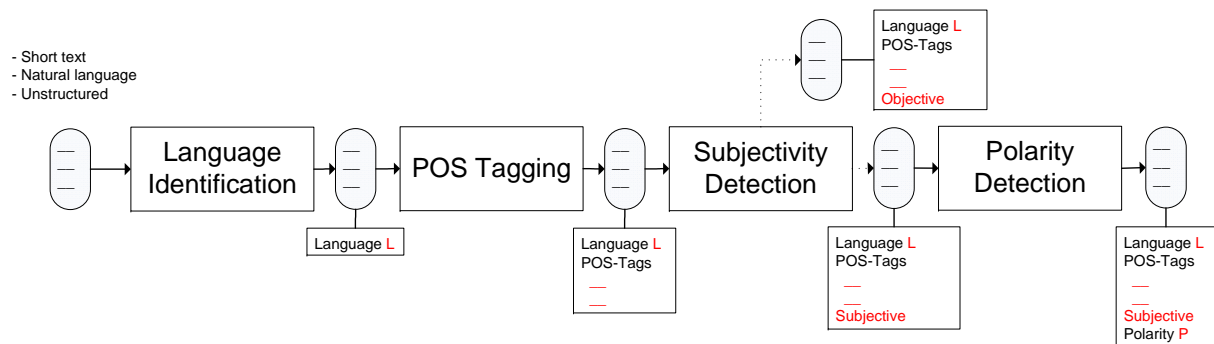 - Short text
- Natural language
- Unstructured
Language L
POS-Tags
Objective
Language
Identification
POS Tagging
Subjectivity
Detection
Polarity
Detection
Language L
Language L
POS-Tags
Language L
POS-Tags
Subjective
Language L
POS-Tags
Subjective
Polarity P